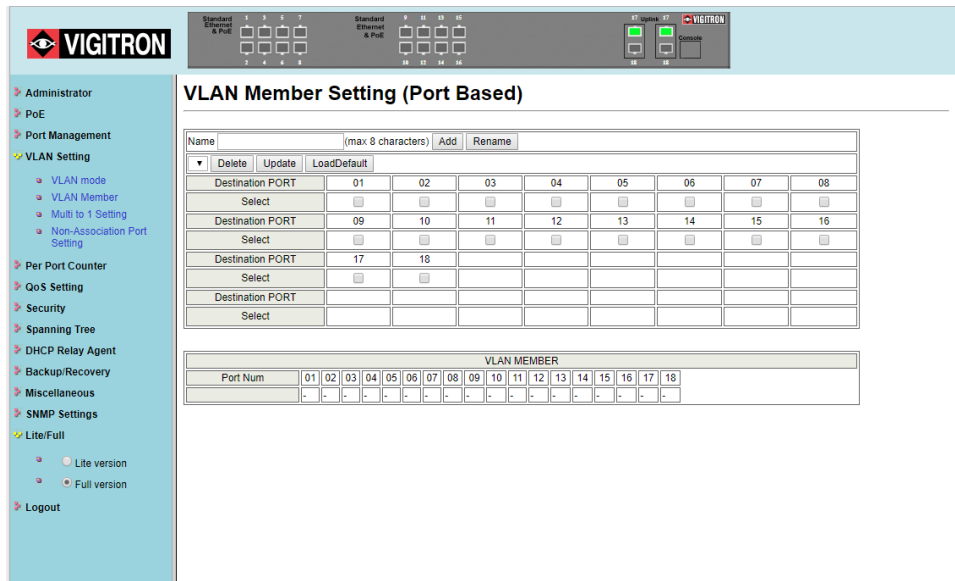 VIGITRON
Standard Ethernet & PoE
1 3 5 7
2 4 6 8
Standard Ethernet & PoE
9 11 13 15
10 12 14 16
17 Uplink 17
18 18
VIGITRON
Console
Administrator
PoE
Port Management
VLAN Setting
VLAN mode
VLAN Member
Multi to 1 Setting
Non-Association Port
Setting
Per Port Counter
QoS Setting
Security
Spanning Tree
DHCP Relay Agent
Backup/Recovery
Miscellaneous
SNMP Settings
Lite/Full
Lite version
Full version
Logout
VLAN Member Setting (Port Based)
Name (max 8 characters) Add Rename
Delete Update LoadDefault
Destination PORT 01 02 03 04 05 06 07 08
Select
Destination PORT 09 10 11 12 13 14 15 16
Select
Destination PORT 17 18
Select
Destination PORT
Select
VLAN MEMBER
Port Num 01 02 03 04 05 06 07 08 09 10 11 12 13 14 15 16 17 18
- - - - - - - - - - - - - - - - - -